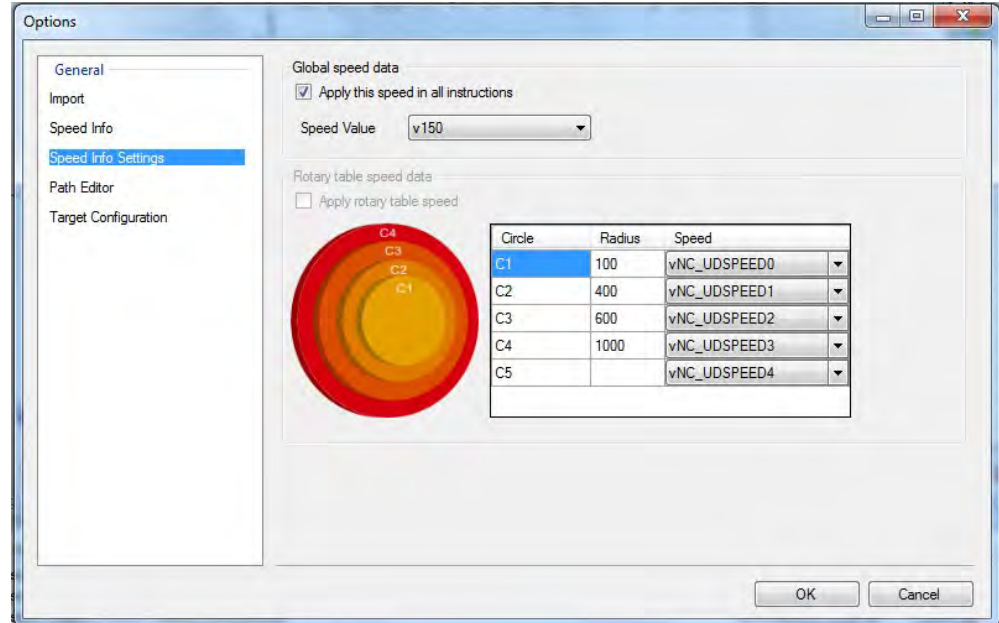 Options
General
Import
Speed Info
Speed Info Settings
Path Editor
Target Configuration
Global speed data
Apply this speed in all instructions
Speed Value v150
Rotary table speed data
Apply rotary table speed
C4
C3
C2
C1
Circle Radius Speed
C1 100 vNC_UDSPEED0
C2 400 vNC_UDSPEED1
C3 600 vNC_UDSPEED2
C4 1000 vNC_UDSPEED3
C5 vNC_UDSPEED4
OK Cancel